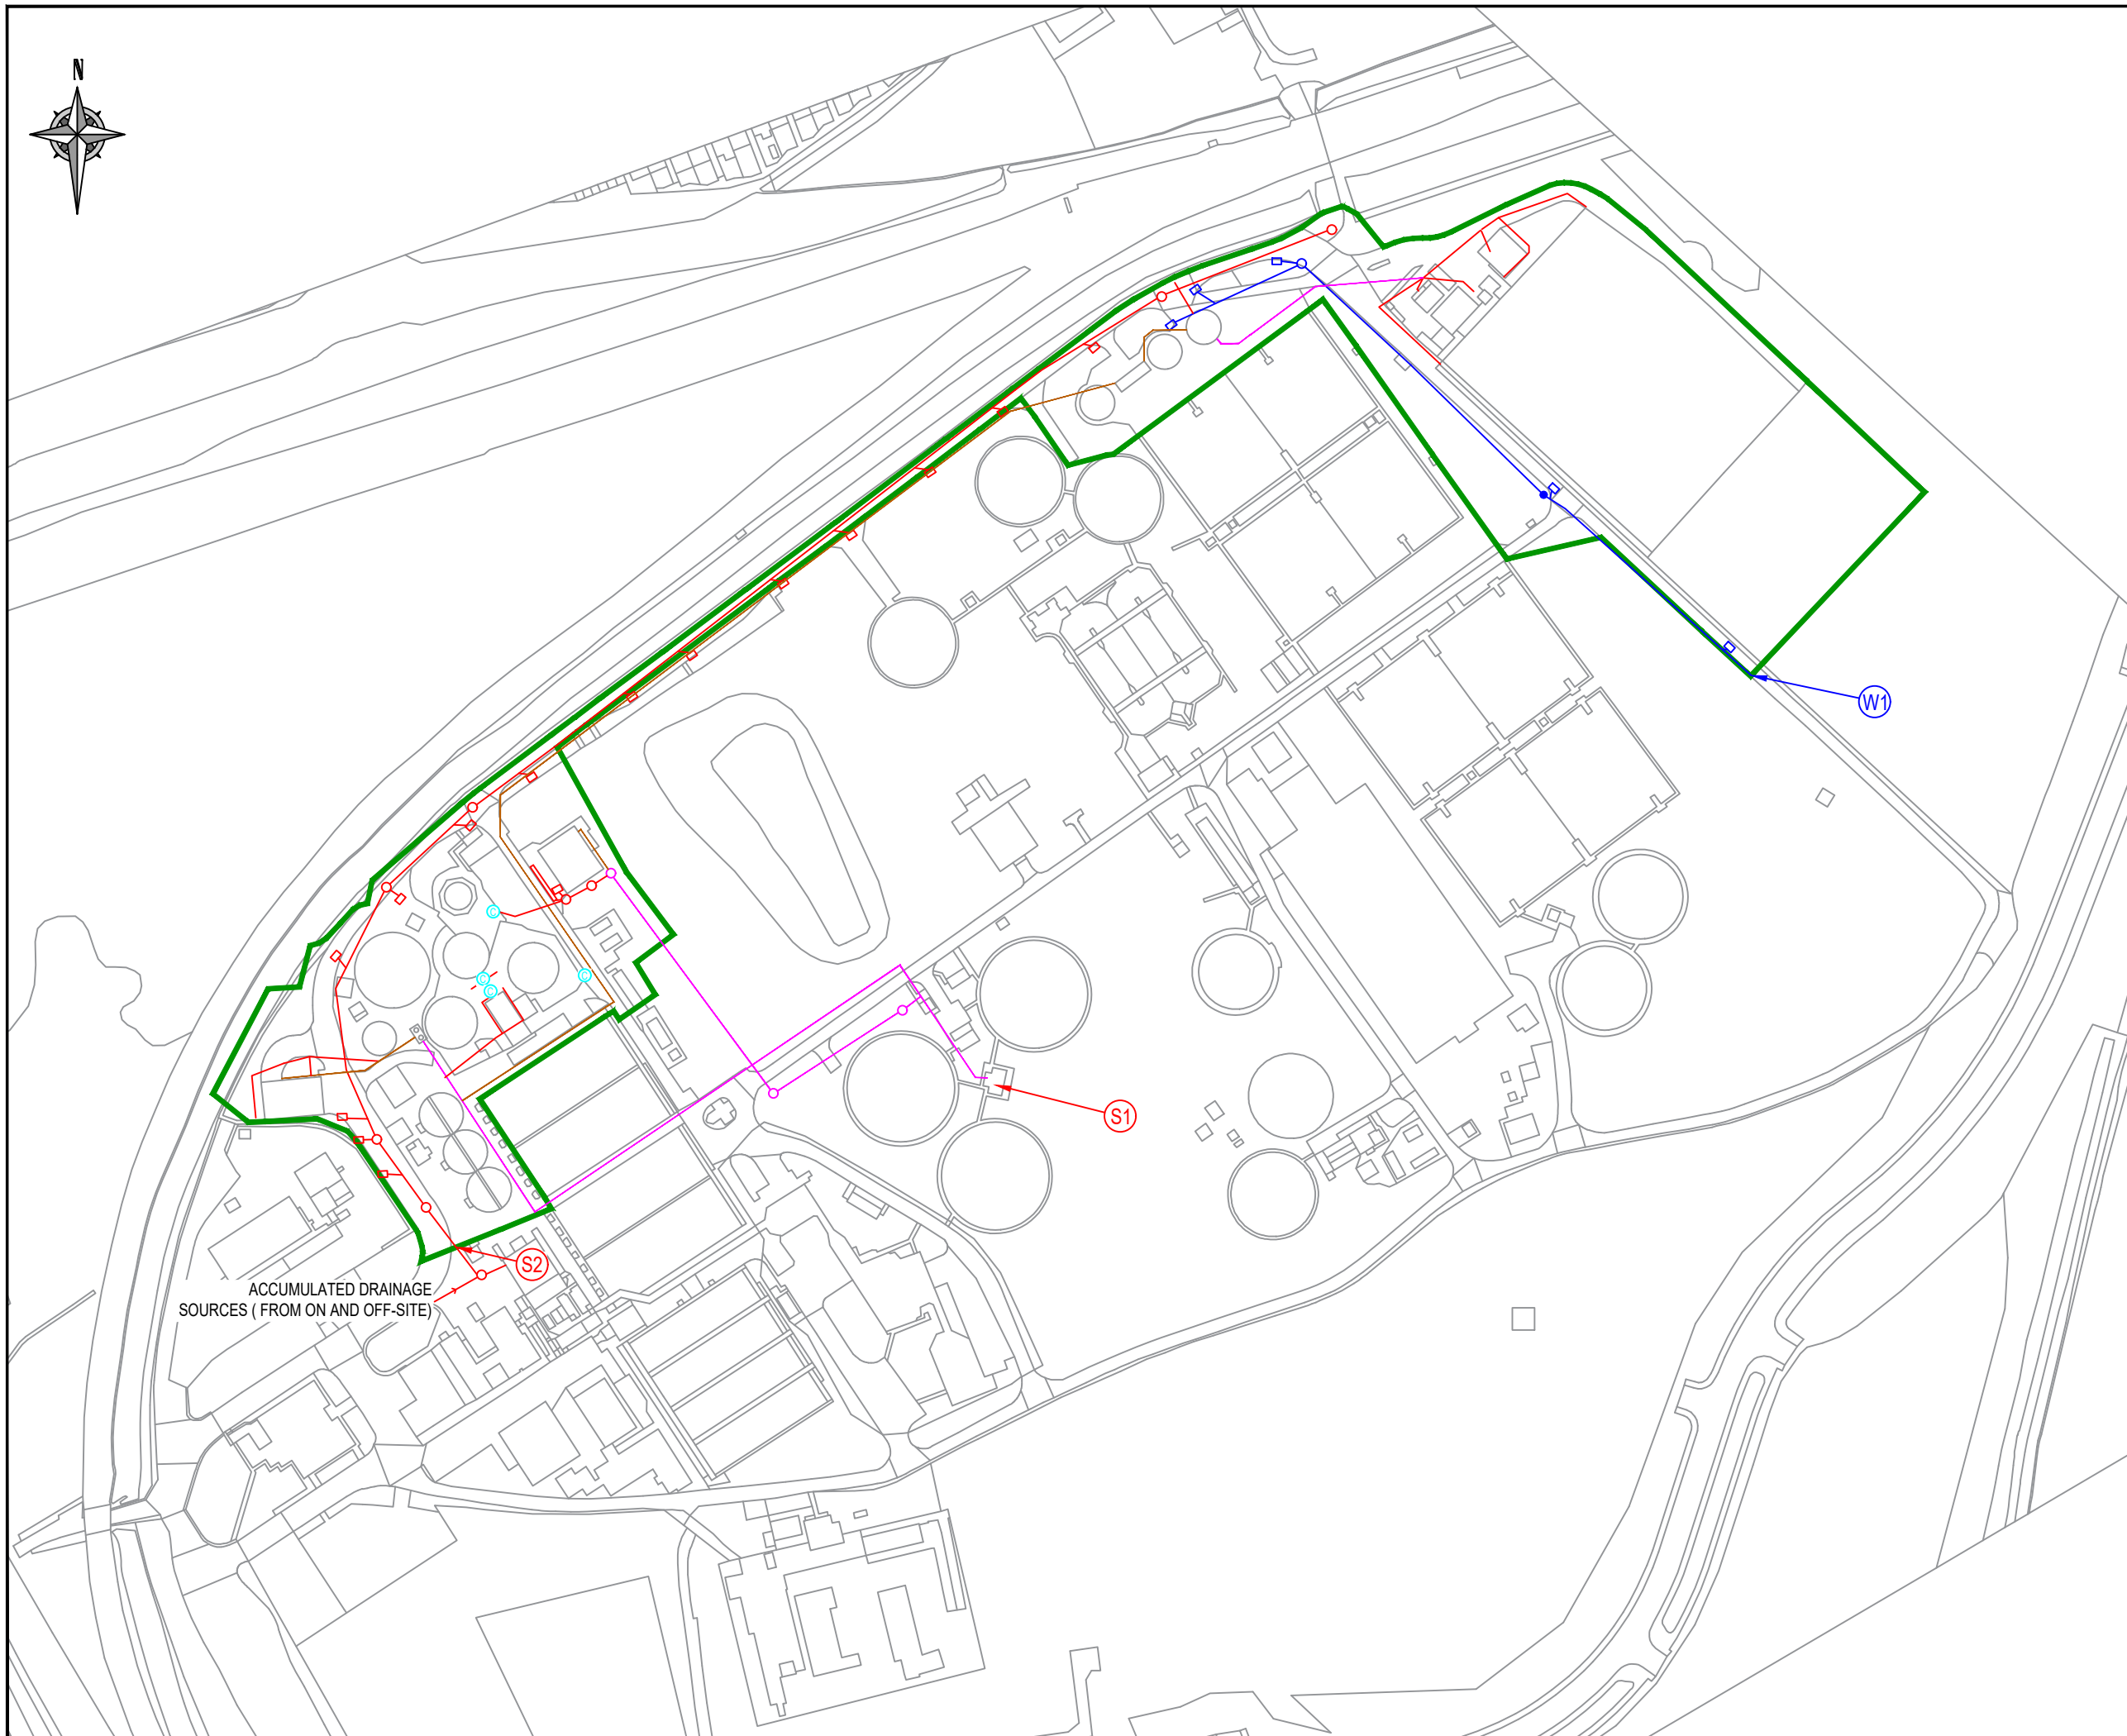 N
W1
S1
S2
ACCUMULATED DRAINAGE
SOURCES ( FROM ON AND OFF-SITE)
©
©
©
©